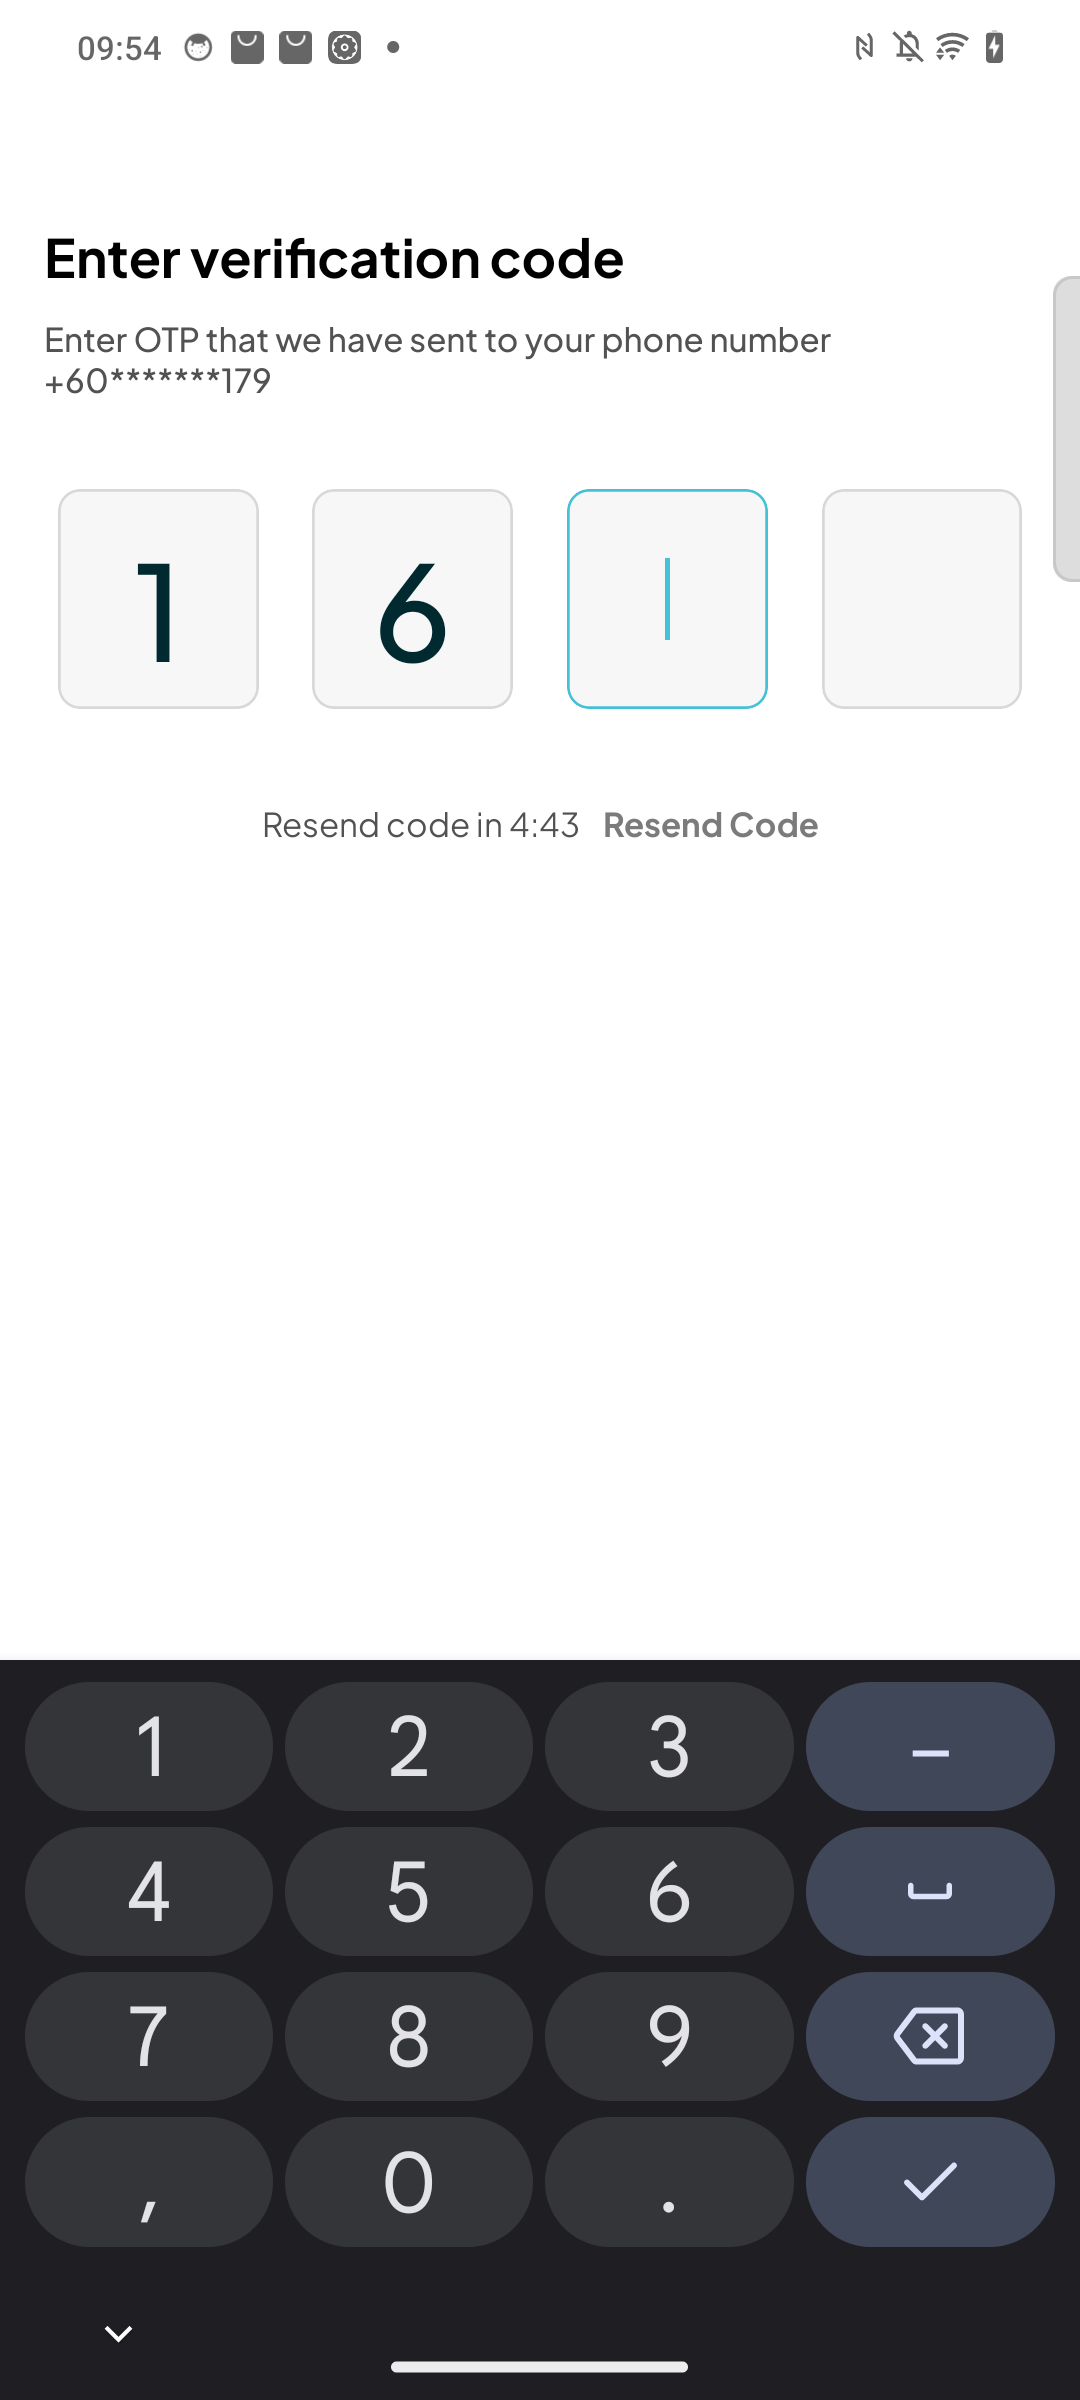 09:54
Enter verification code
Enter OTP that we have sent to your phone number
+60*******179
1 6
Resend code in 4:43 Resend Code
1 2 3 –
4 5 6
7 8 9
, 0 .